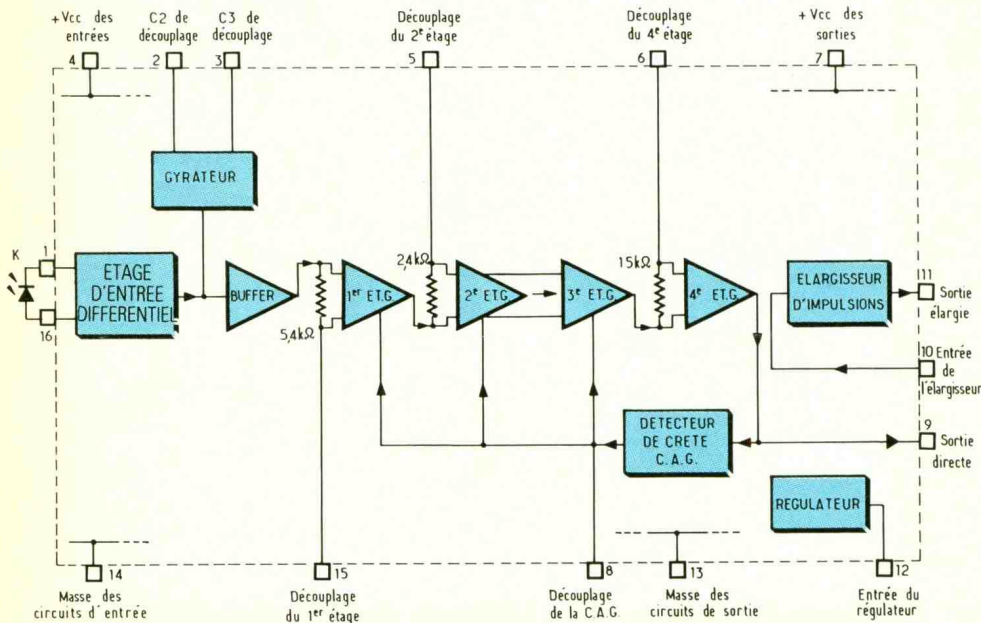 +Vcc des
entrées
4
C2 de
découplage
2
C3 de
découplage
3
Découplage
du 2e étage
5
Découplage
du 4e étage
6
+Vcc des
sorties
7
GYRATEUR
K
1
16
ETAGE
D'ENTREE
DIFFERENTIEL
BUFFER
5,4kΩ
1er ET.G.
2,4kΩ
2e ET.G
3e ET.G.
15kΩ
4e ET.G.
ELARGISSEUR
D'IMPULSIONS
11
Sortie
élargie
10 Entrée
de
l'élargisseur
9
Sortie
directe
DETECTEUR
DE CRETE
C.A.G.
REGULATEUR
14
Masse des
circuits d'entrée
15
Découplage
du 1er étage
8
Découplage
de la C.A.G.
13
Masse des
circuits de sortie
12
Entrée du
régulateur